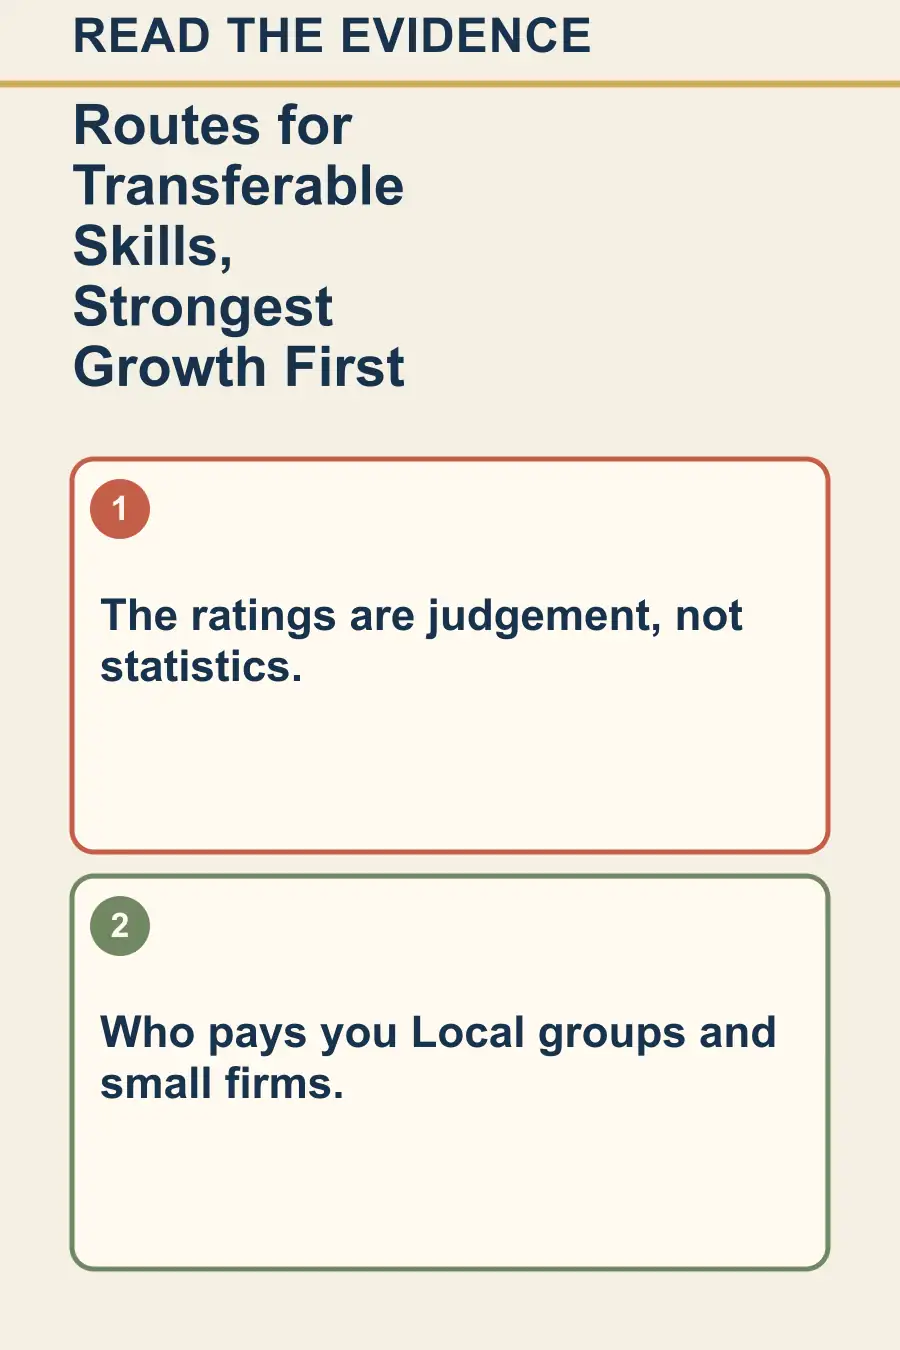 READ THE EVIDENCE
Routes for
Transferable
Skills,
Strongest
Growth First
1
The ratings are judgement, not
statistics.
2
Who pays you Local groups and
small firms.